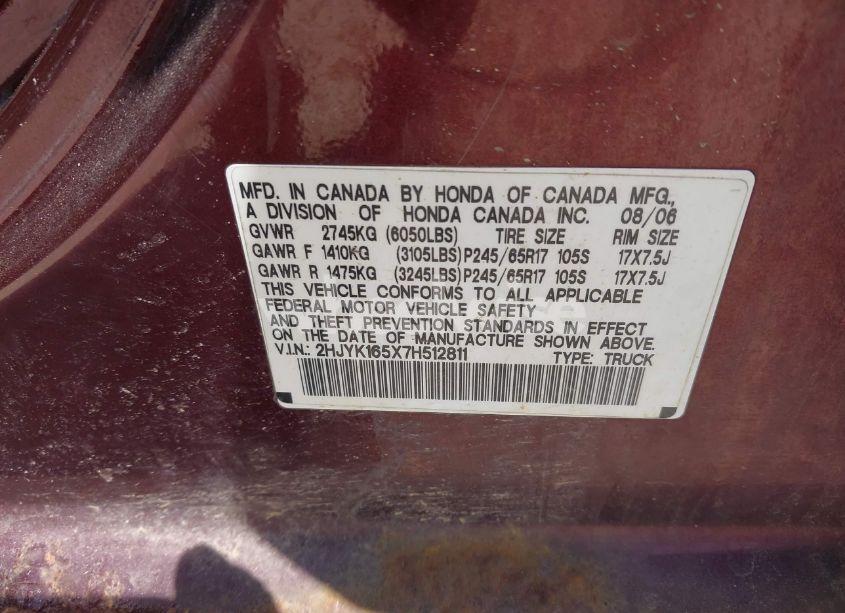 MFD. IN CANADA BY HONDA OF CANADA MFG.,
A DIVISION OF HONDA CANADA INC. 08/06
GVWR 2745KG (6050LBS) TIRE SIZE RIM SIZE
GAWR F 1410KG (3105LBS) P245/65R17 105S 17X7.5J
GAWR R 1475KG (3245LBS) P245/65R17 105S 17X7.5J
THIS VEHICLE CONFORMS TO ALL APPLICABLE
FEDERAL MOTOR VEHICLE SAFETY
AND THEFT PREVENTION STANDARDS IN EFFECT
ON THE DATE OF MANUFACTURE SHOWN ABOVE.
V.I.N.: 2HJYK165X7H512811 TYPE: TRUCK